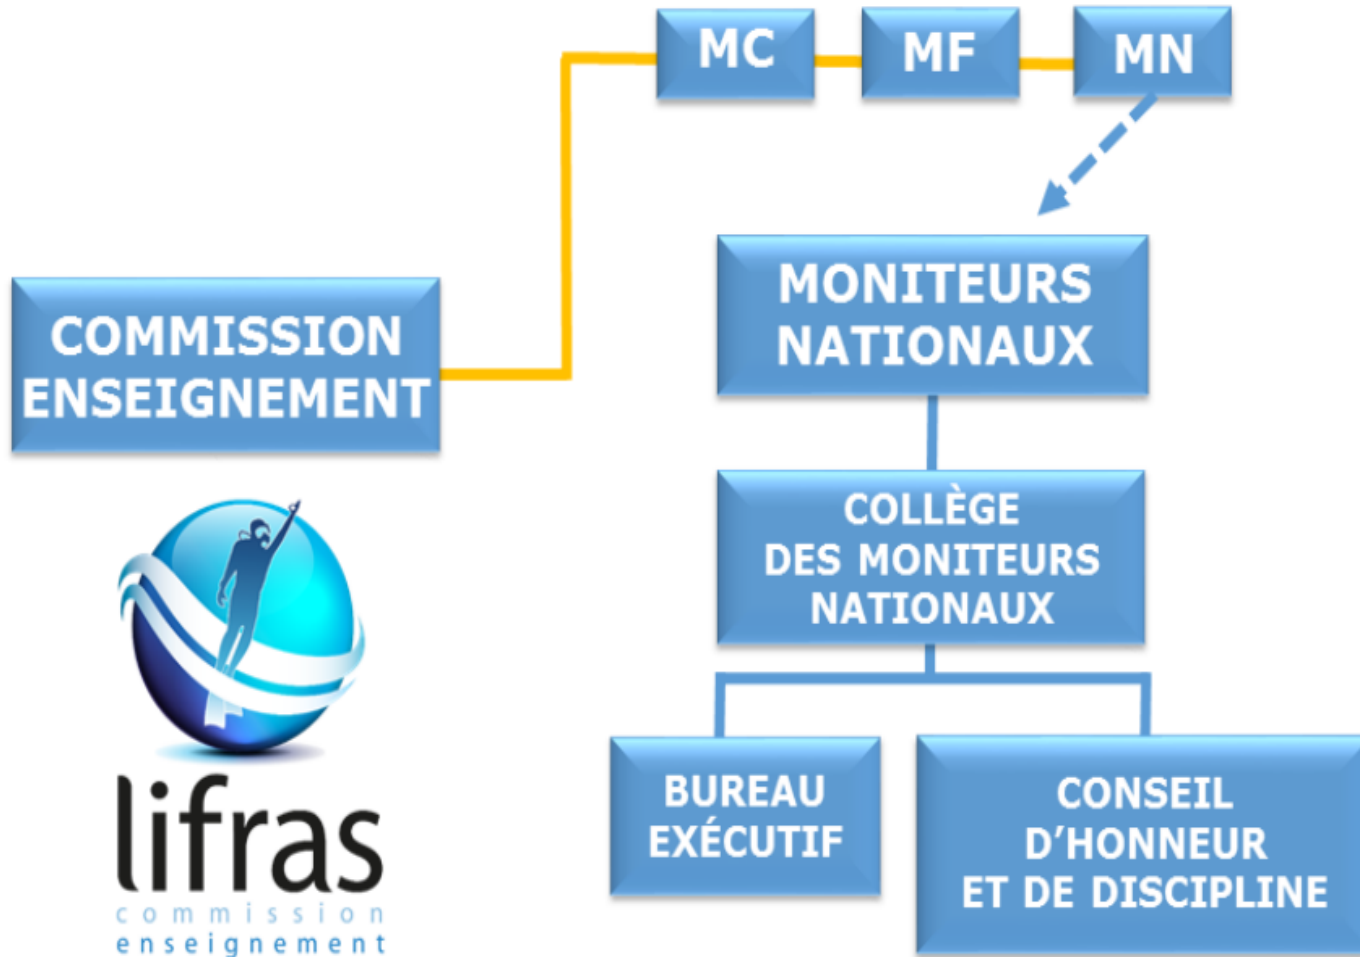 MC
MF
MN
MONITEURS
NATIONAUX
COMMISSION
ENSEIGNEMENT
COLLÈGE
DES MONITEURS
NATIONAUX
BUREAU
EXÉCUTIF
CONSEIL
D’HONNEUR
ET DE DISCIPLINE
lifras
commission
enseignement